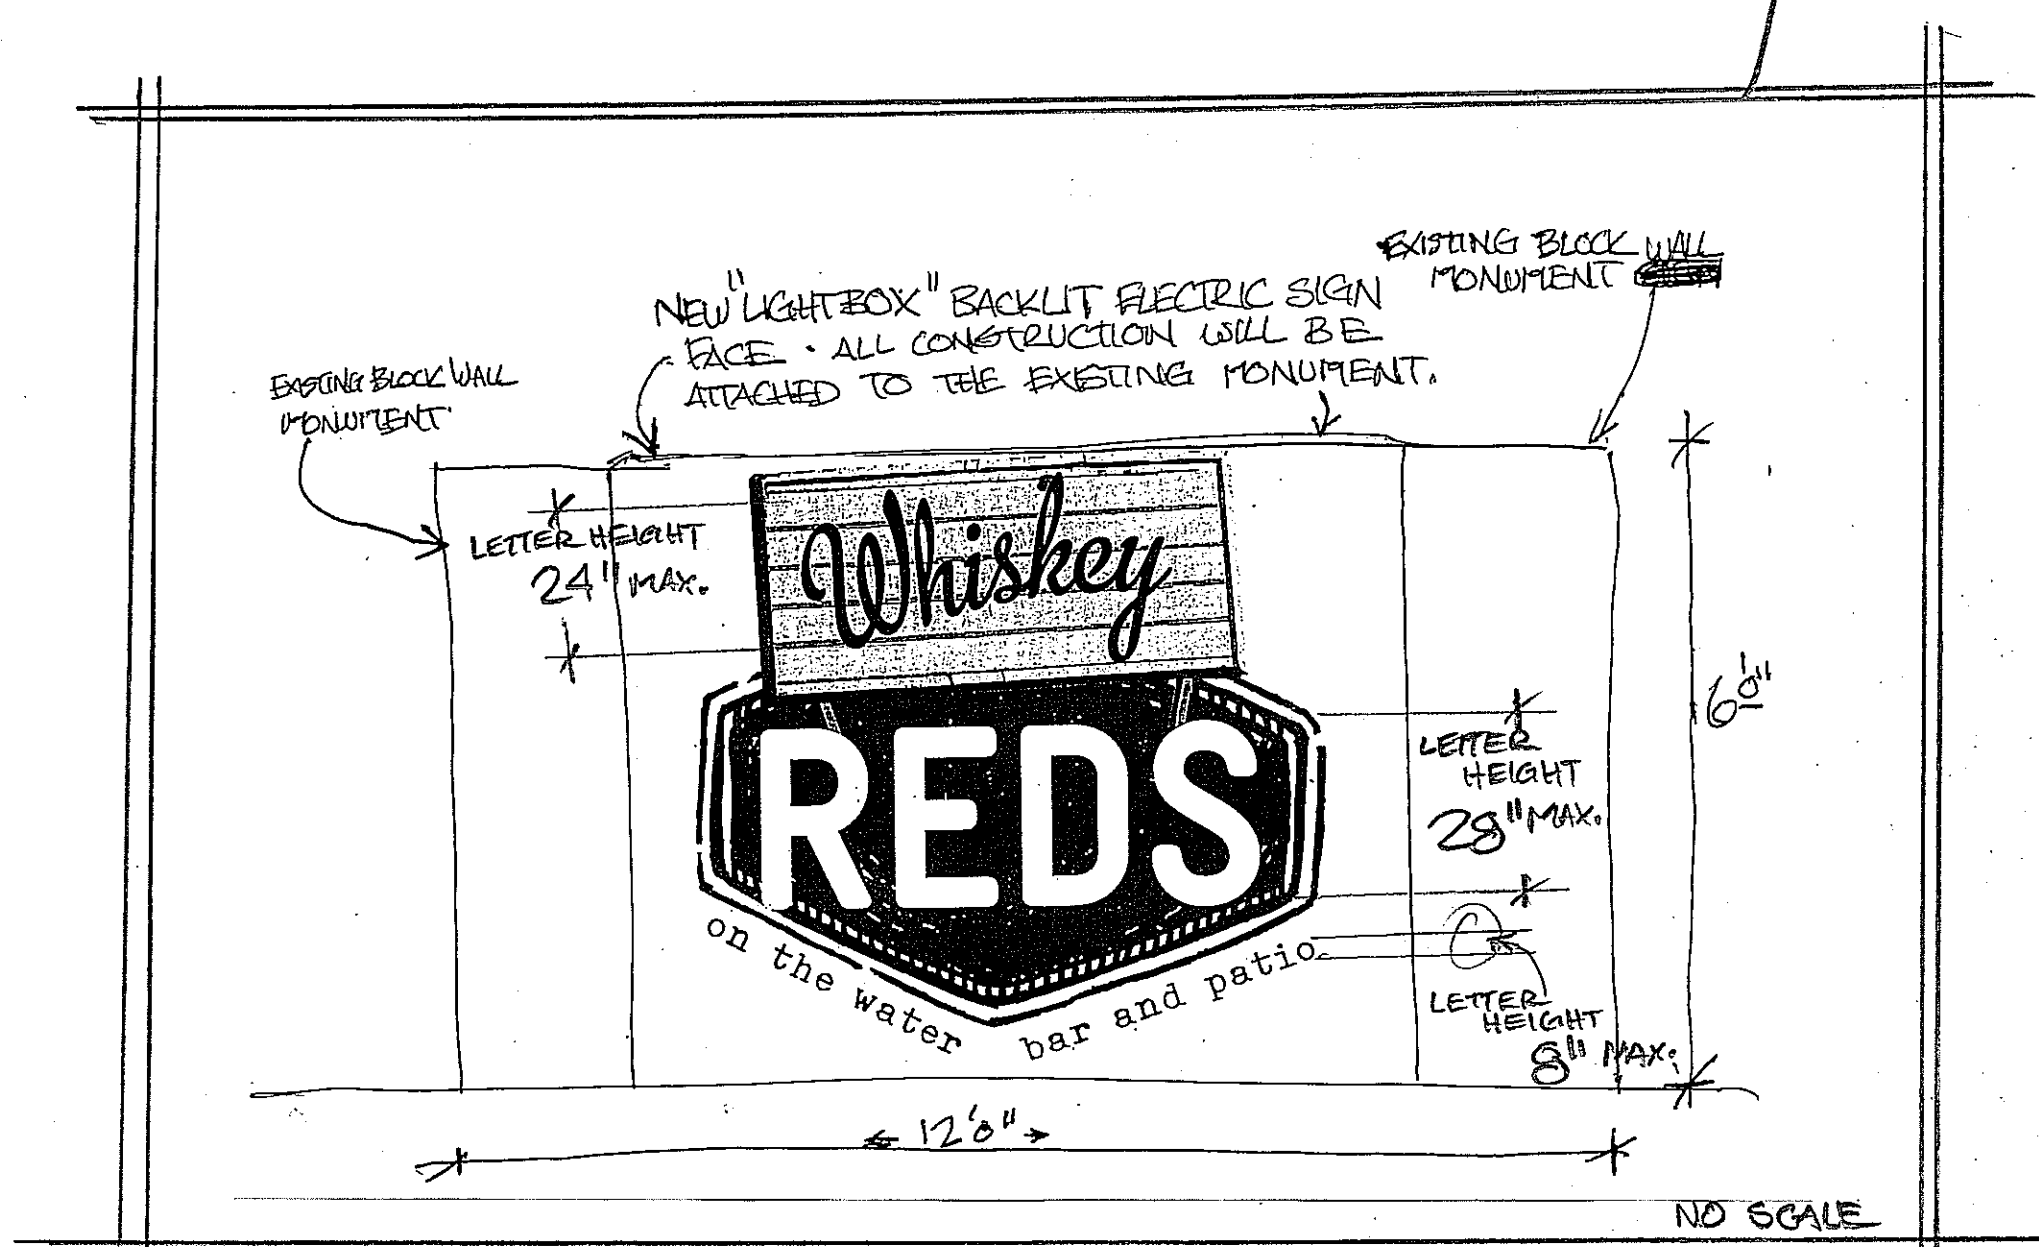 EXISTING BLOCK WALL
MONUMENT
NEW "LIGHTBOX" BACKLIT ELECTRIC SIGN
FACE · ALL CONSTRUCTION WILL BE
ATTACHED TO THE EXISTING MONUMENT.
EXISTING BLOCK WALL
MONUMENT
LETTER HEIGHT
24" MAX.
Whiskey
REDS
on the water bar and patio
LETTER
HEIGHT
28" MAX.
LETTER
HEIGHT
8" MAX.
6'0"
12'0"
NO SCALE